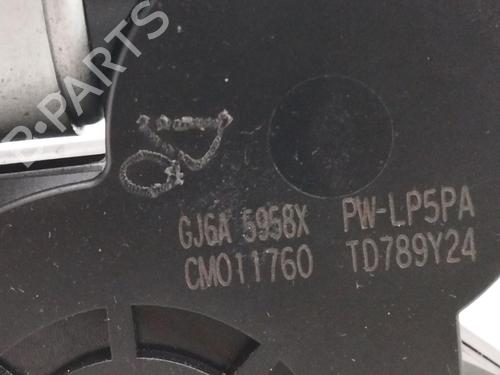 B-PARTS
GJ6A 5958X PW-LP5PA
CM011760 TD789Y24